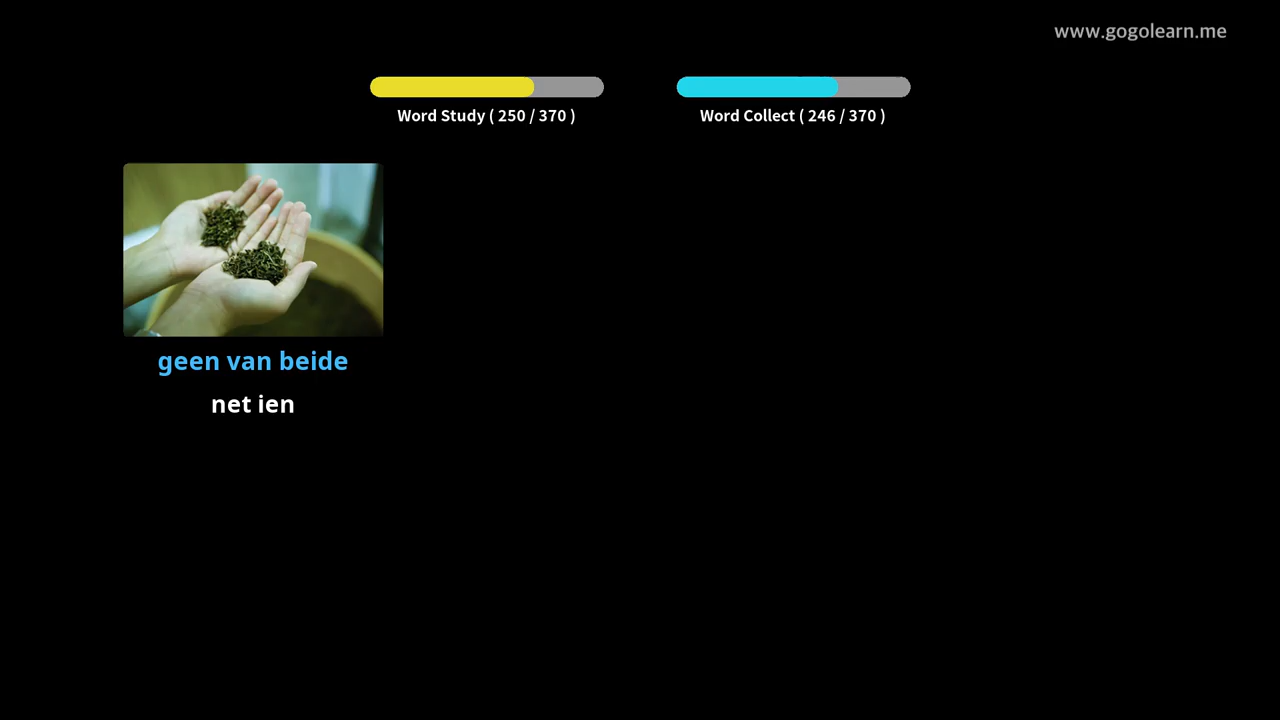 www.gogolearn.me
Word Study ( 250 / 370 )
Word Collect ( 246 / 370 )
geen van beide
net ien